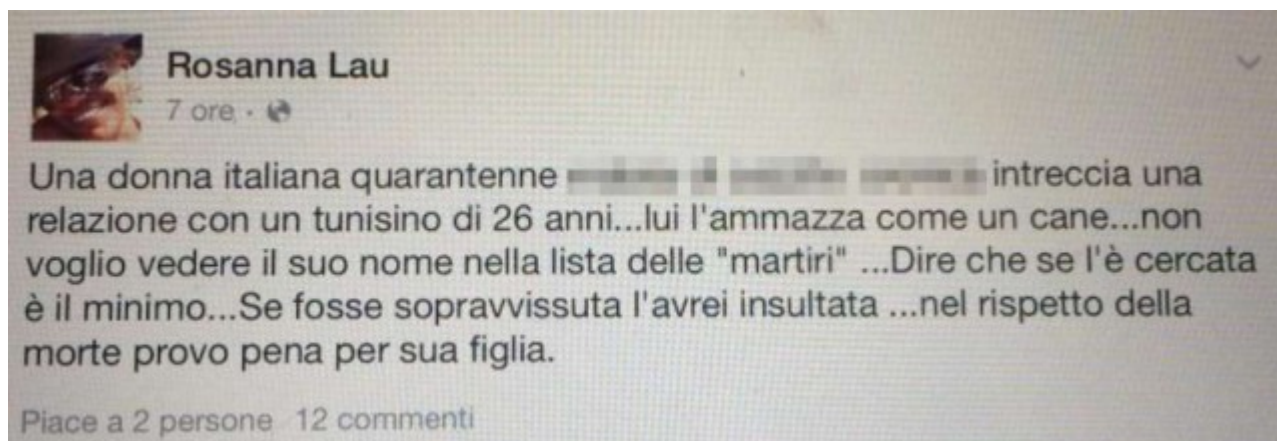 Rosanna Lau
7 ore ·
Una donna italiana quarantenne intreccia una
relazione con un tunisino di 26 anni...lui l'ammazza come un cane...non
voglio vedere il suo nome nella lista delle "martiri" ...Dire che se l'è cercata
è il minimo...Se fosse sopravvissuta l'avrei insultata ...nel rispetto della
morte provo pena per sua figlia.
Piace a 2 persone 12 commenti